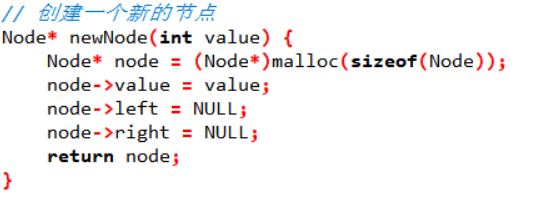 // 创建一个新的节点
Node* newNode(int value) {
    Node* node = (Node*)malloc(sizeof(Node));
    node->value = value;
    node->left = NULL;
    node->right = NULL;
    return node;
}